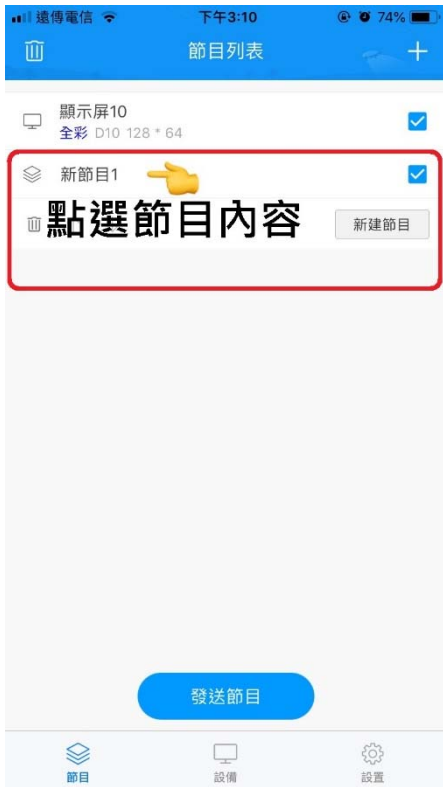 遠傳電信 下午3:10 74%
節目列表
顯示屏10
全彩 D10 128 * 64
新節目1
點選節目內容
新建節目
發送節目
節目 設備 設置